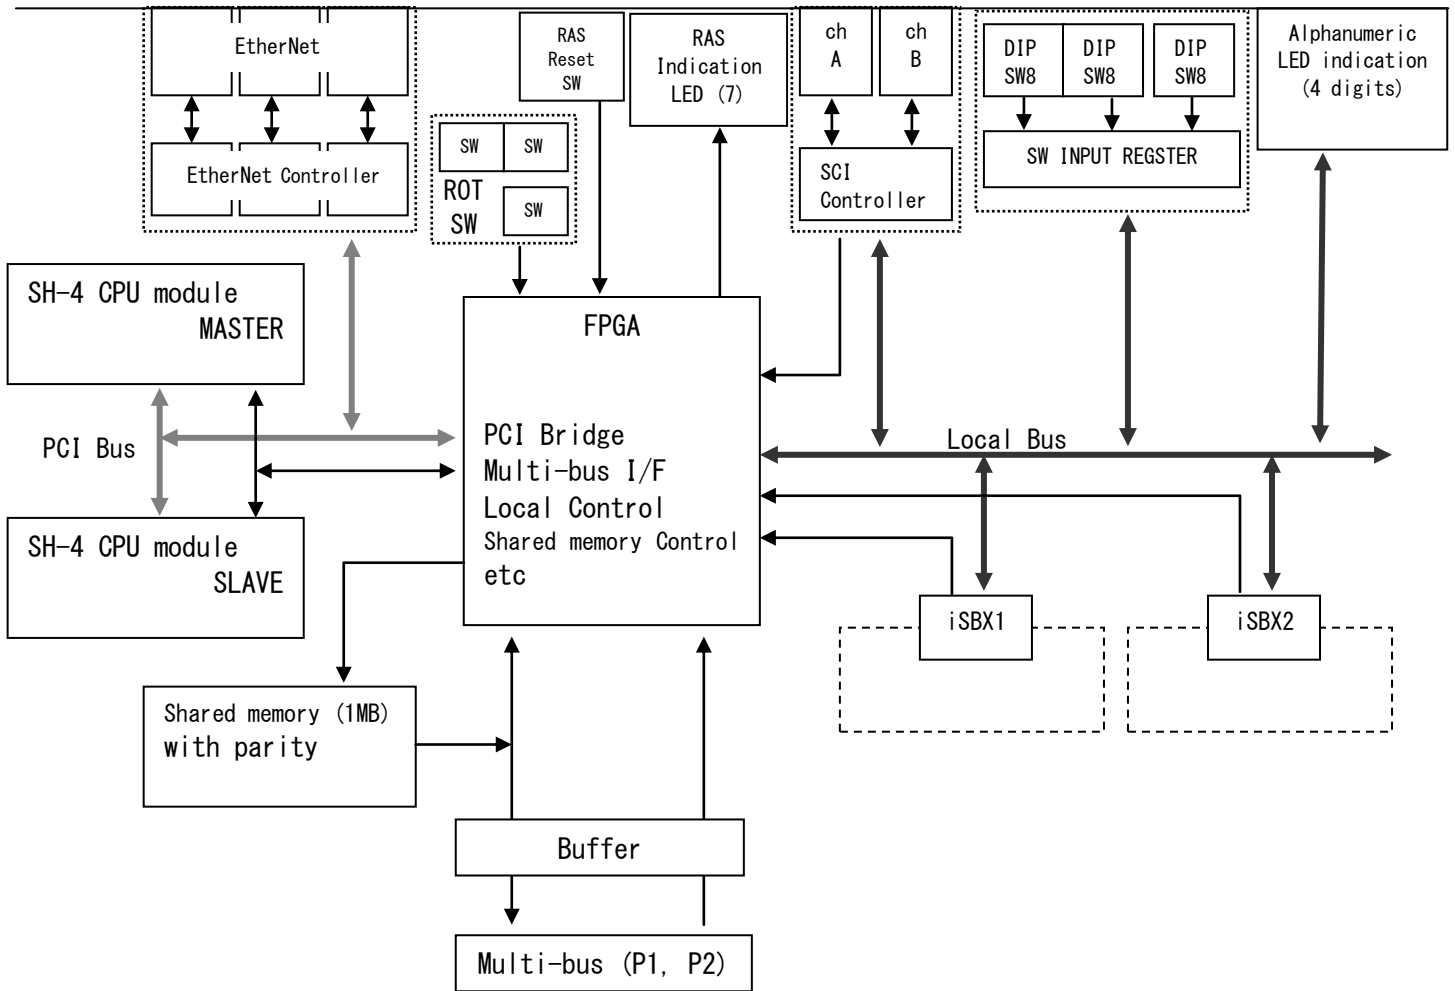 EtherNet
EtherNet Controller
RAS
Reset
SW
RAS
Indication
LED (7)
ch
A
ch
B
DIP
SW8
DIP
SW8
DIP
SW8
Alphanumeric
LED indication
(4 digits)
SW
SW
SW
ROT
SW
SCI
Controller
SW INPUT REGSTER
SH-4 CPU module
MASTER
FPGA
PCI Bus
PCI Bridge
Multi-bus I/F
Local Control
Shared memory Control
etc
Local Bus
SH-4 CPU module
SLAVE
iSBX1
iSBX2
Shared memory (1MB)
with parity
Buffer
Multi-bus (P1, P2)